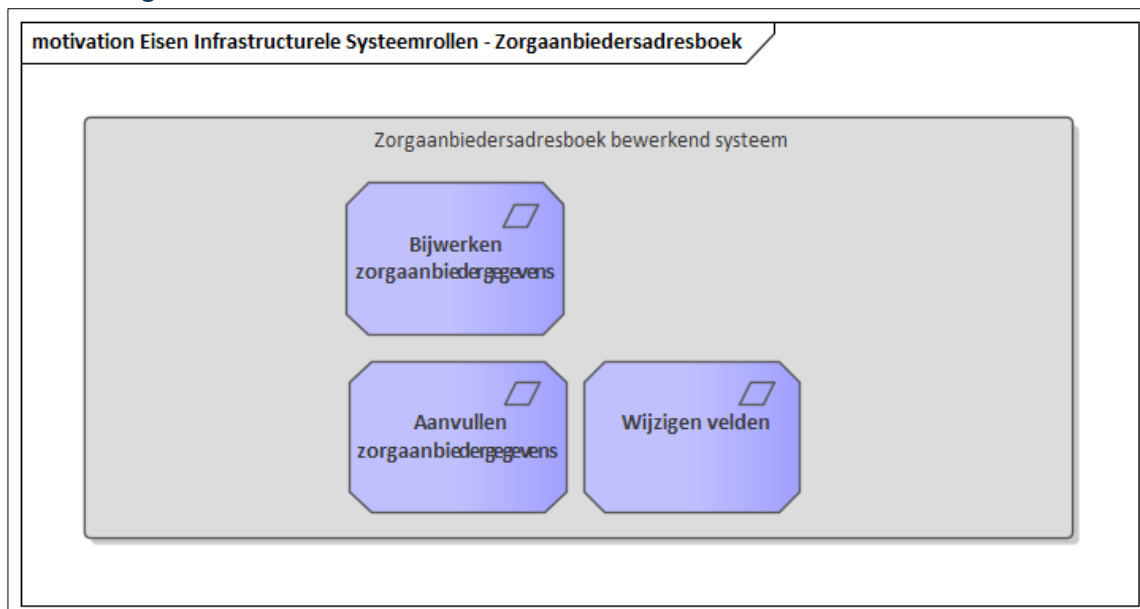 motivation Eisen Infrastructurele Systeemrollen - Zorgaanbiedersadresboek
Zorgaanbiedersadresboek bewerkend systeem
Bijwerken
zorgaanbiedergegevens
Aanvullen
zorgaanbiedergegevens
Wijzigen velden